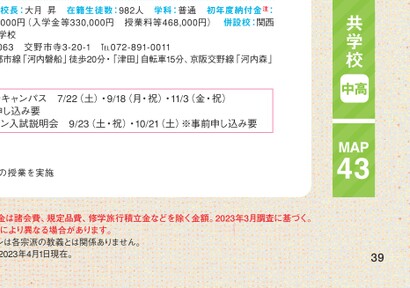 校長：大月 昇　在籍生徒数：982人　学科：普通　初年度納付金注：
000円（入学金等330,000円　授業料等468,000円）　併設校：関西
学校
063　交野市寺3-20-1　TEL072-891-0011
都市線「河内磐船」徒歩20分・「津田」自転車15分、京阪交野線「河内森」
キャンパス　7/22（土）・9/18（月・祝）・11/3（金・祝）
申し込み要
ン入試説明会　9/23（土・祝）・10/21（土）※事前申し込み要
の授業を実施
金は諸会費、規定品費、修学旅行積立金などを除く金額。2023年3月調査に基づく。
により異なる場合があります。
ンは各宗派の教義とは関係ありません。
2023年4月1日現在。
共学校
中高
MAP
43
39